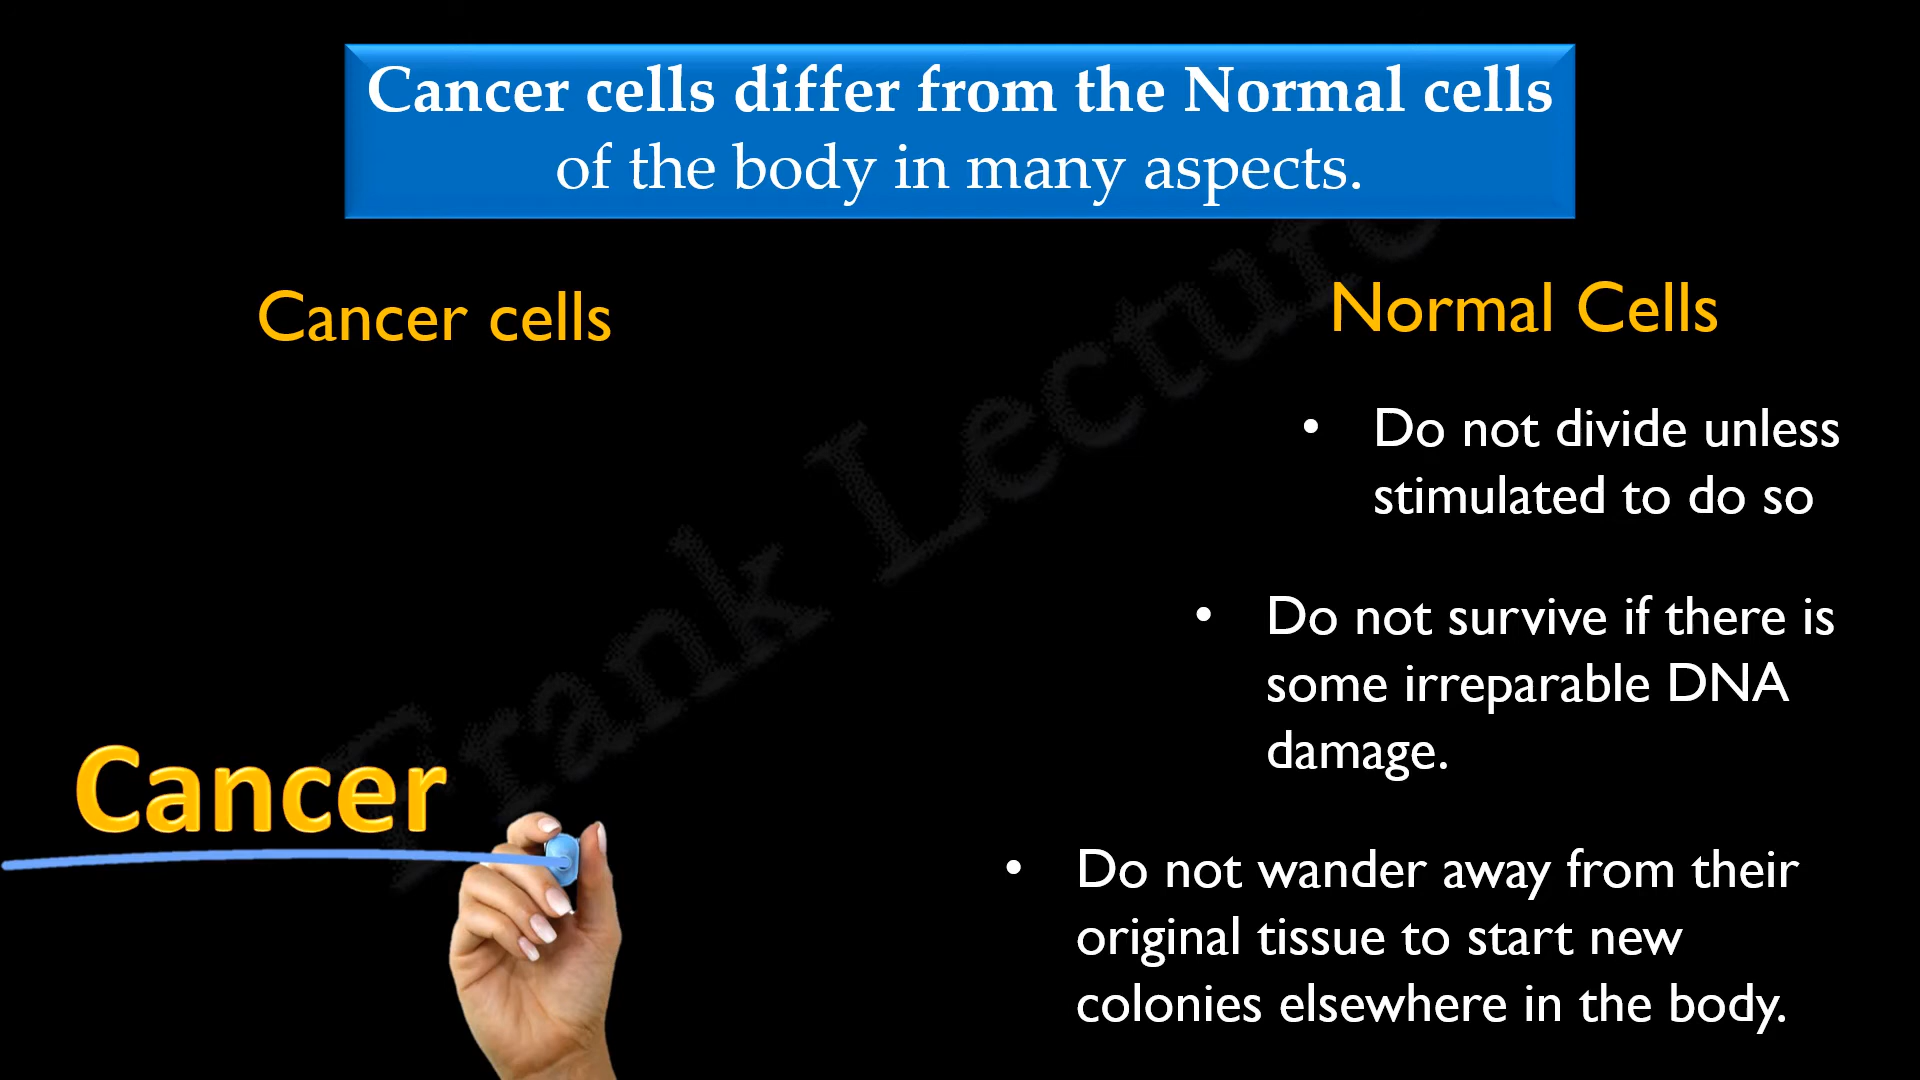 Cancer cells differ from the Normal cells
of the body in many aspects.
Cancer cells
Normal Cells
• Do not divide unless
stimulated to do so
• Do not survive if there is
some irreparable DNA
damage.
• Do not wander away from their
original tissue to start new
colonies elsewhere in the body.
Cancer
Frank Lecture